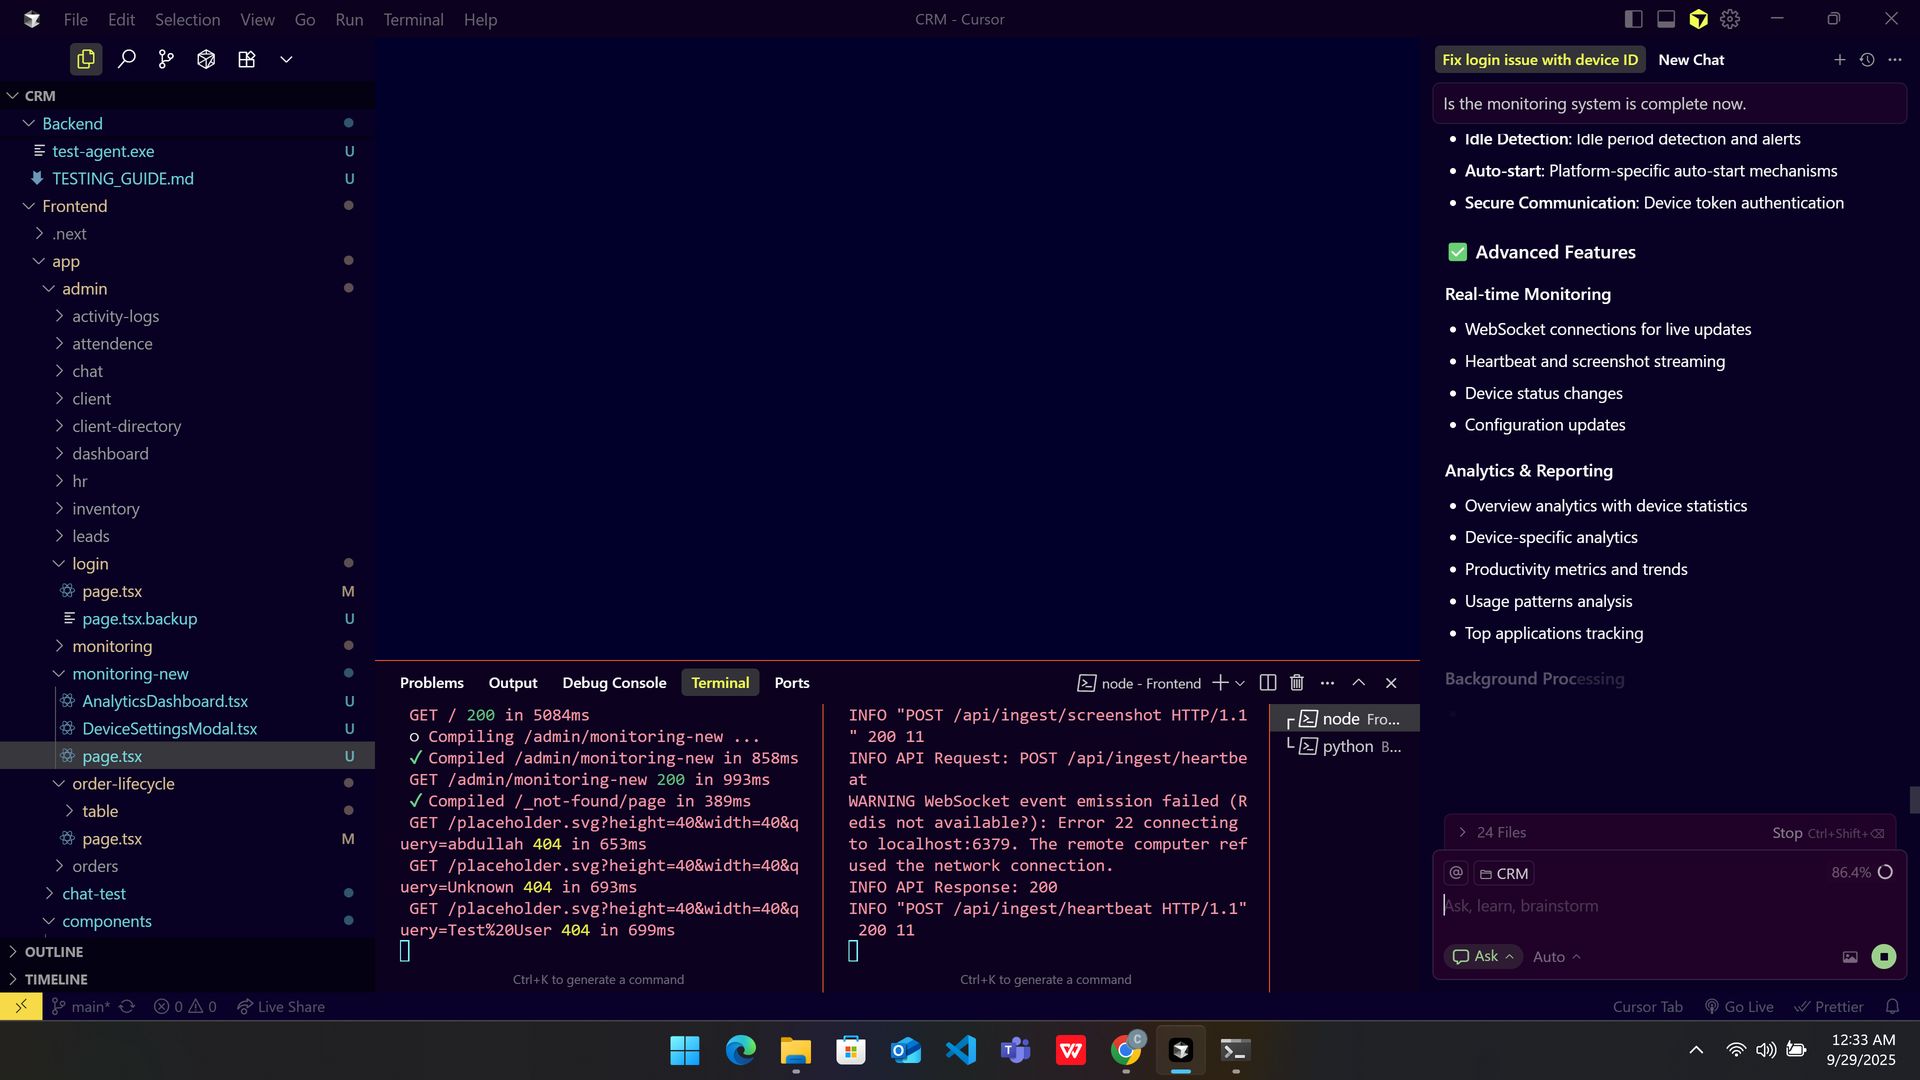 File Edit Selection View Go Run Terminal Help
CRM - Cursor
CRM
Backend
test-agent.exe U
TESTING_GUIDE.md U
Frontend
.next
app
admin
activity-logs
attendence
chat
client
client-directory
dashboard
hr
inventory
leads
login
page.tsx M
page.tsx.backup U
monitoring
monitoring-new
AnalyticsDashboard.tsx U
DeviceSettingsModal.tsx U
page.tsx U
order-lifecycle
table
page.tsx M
orders
chat-test
components
OUTLINE
TIMELINE
Problems Output Debug Console Terminal Ports
node - Frontend
GET / 200 in 5084ms
○ Compiling /admin/monitoring-new ...
✓ Compiled /admin/monitoring-new in 858ms
GET /admin/monitoring-new 200 in 993ms
✓ Compiled /_not-found/page in 389ms
GET /placeholder.svg?height=40&width=40&q
uery=abdullah 404 in 653ms
GET /placeholder.svg?height=40&width=40&q
uery=Unknown 404 in 693ms
GET /placeholder.svg?height=40&width=40&q
uery=Test%20User 404 in 699ms
Ctrl+K to generate a command
INFO "POST /api/ingest/screenshot HTTP/1.1
" 200 11
INFO API Request: POST /api/ingest/heartbe
at
WARNING WebSocket event emission failed (R
edis not available?): Error 22 connecting
to localhost:6379. The remote computer ref
used the network connection.
INFO API Response: 200
INFO "POST /api/ingest/heartbeat HTTP/1.1"
200 11
Ctrl+K to generate a command
node Fro...
python B...
Fix login issue with device ID New Chat
Is the monitoring system is complete now.
• Idle Detection: Idle period detection and alerts
• Auto-start: Platform-specific auto-start mechanisms
• Secure Communication: Device token authentication
✅ Advanced Features
Real-time Monitoring
• WebSocket connections for live updates
• Heartbeat and screenshot streaming
• Device status changes
• Configuration updates
Analytics & Reporting
• Overview analytics with device statistics
• Device-specific analytics
• Productivity metrics and trends
• Usage patterns analysis
• Top applications tracking
Background Processing
24 Files Stop Ctrl+Shift+⌫
@ CRM 86.4%
Ask, learn, brainstorm
Ask Auto
main* 0 0 Live Share
Cursor Tab Go Live Prettier
12:33 AM
9/29/2025